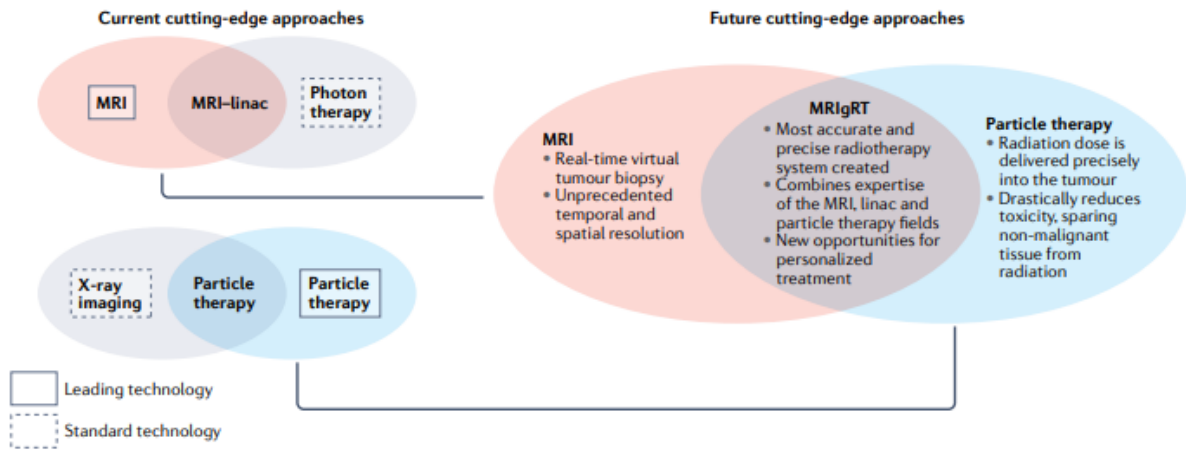 Current cutting-edge approaches
Future cutting-edge approaches
MRI
MRI–linac
Photon
therapy
X-ray
imaging
Particle
therapy
Particle
therapy
Leading technology
Standard technology
MRI
• Real-time virtual
tumour biopsy
• Unprecedented
temporal and
spatial resolution
MRIgRT
• Most accurate and
precise radiotherapy
system created
• Combines expertise
of the MRI, linac and
particle therapy fields
• New opportunities for
personalized
treatment
Particle therapy
• Radiation dose is
delivered precisely
into the tumour
• Drastically reduces
toxicity, sparing
non-malignant
tissue from
radiation